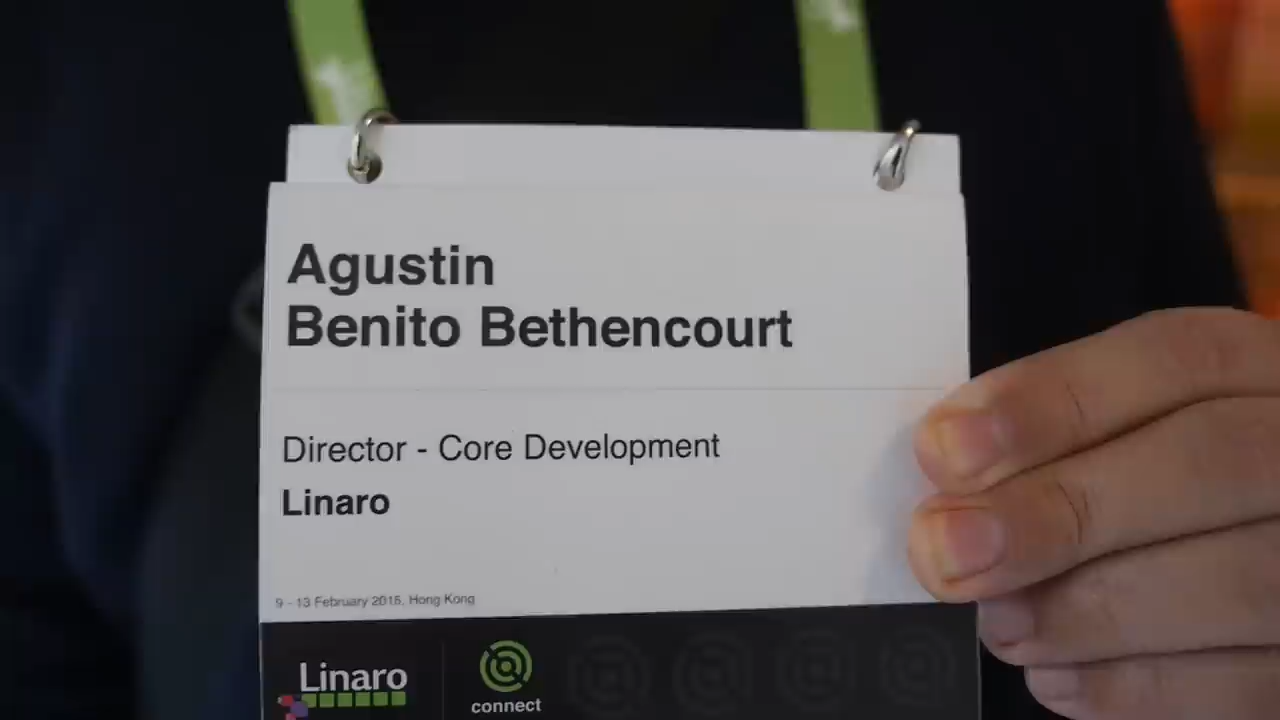 Agustin
Benito Bethencourt
Director - Core Development
Linaro
9 - 13 February 2015, Hong Kong
Linaro
connect